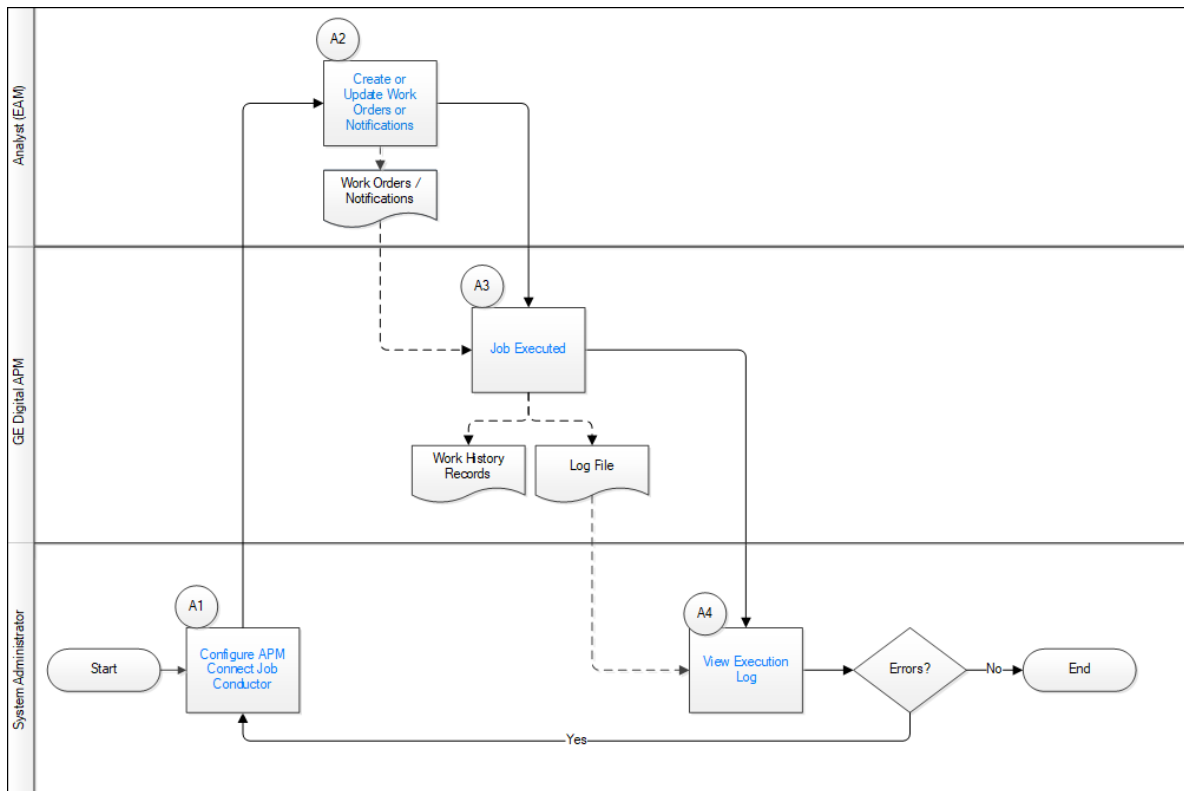 Analyst (EAM)
A2
Create or
Update Work
Orders or
Notifications
Work Orders /
Notifications
GE Digital APM
A3
Job Executed
Work History
Records
Log File
System Administrator
Start
A1
Configure APM
Connect Job
Conductor
A4
View Execution
Log
Errors?
No
End
Yes